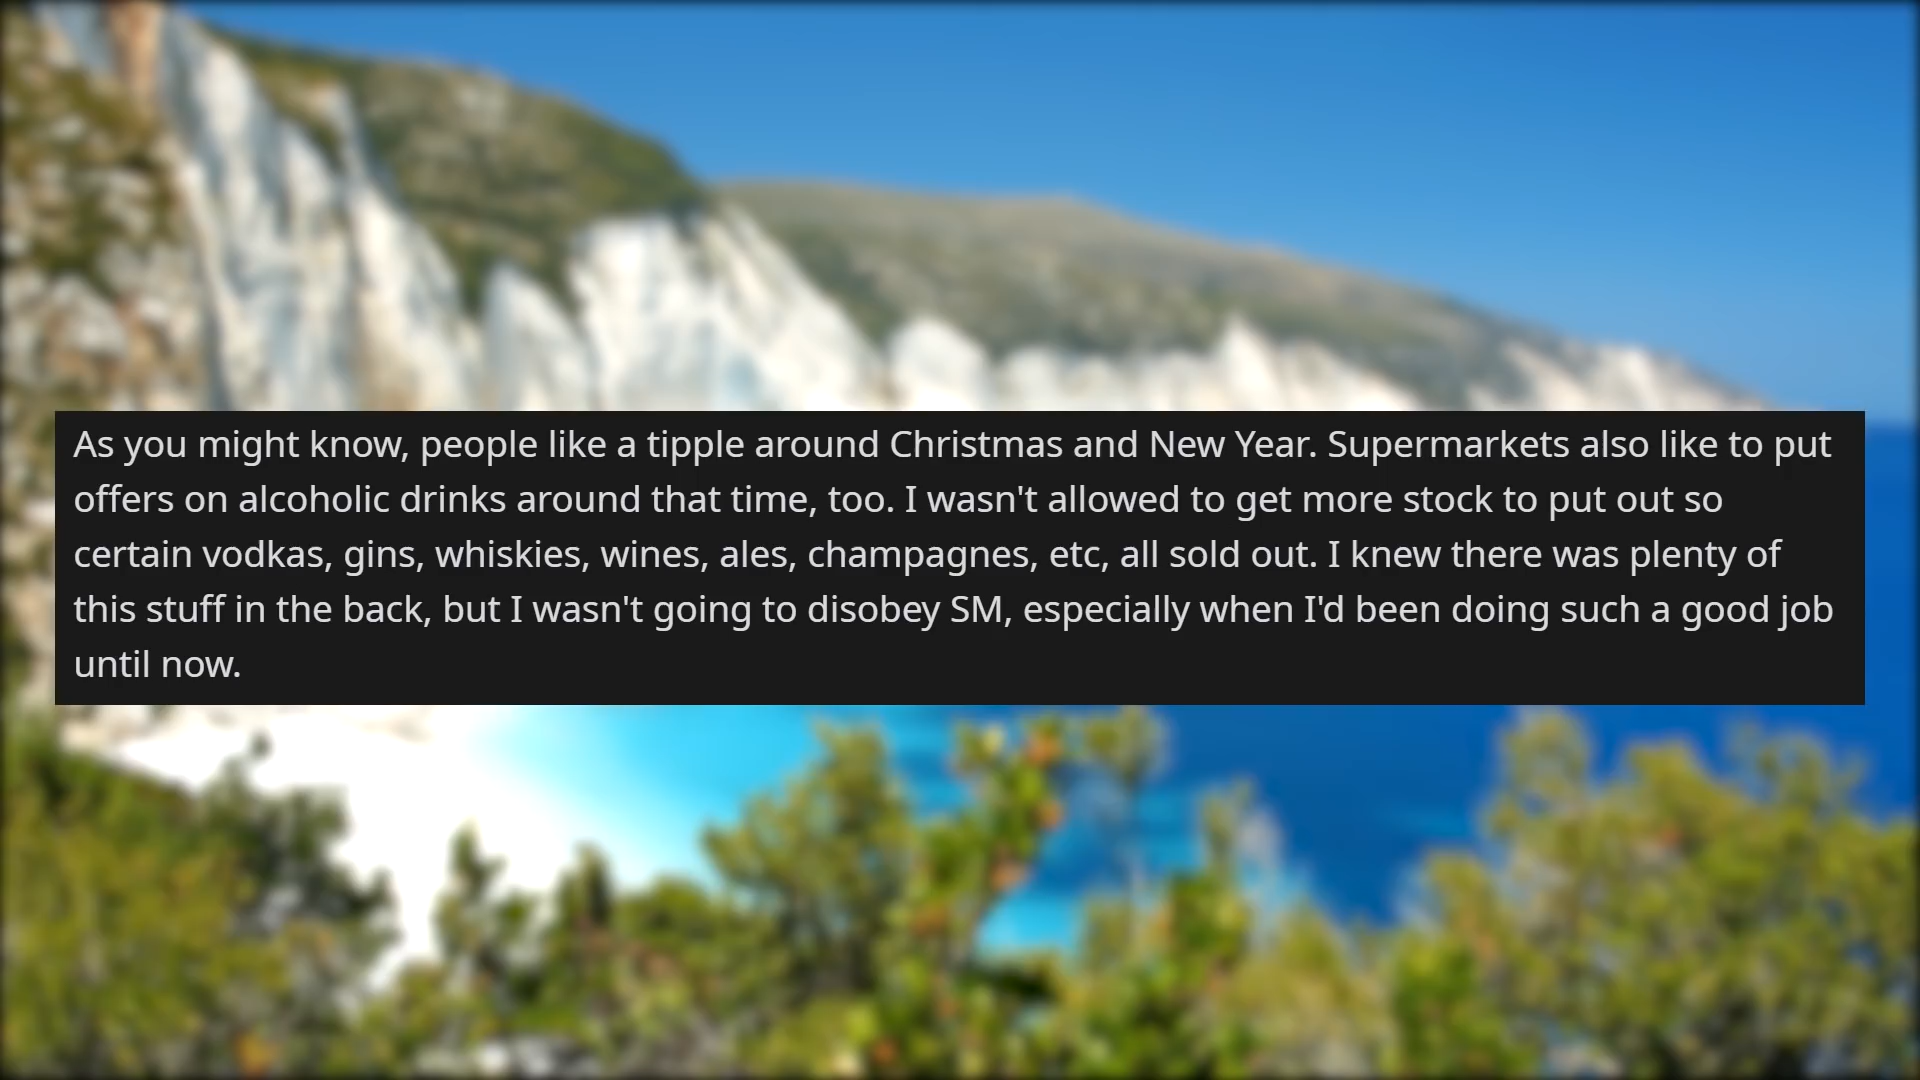 As you might know, people like a tipple around Christmas and New Year. Supermarkets also like to put
offers on alcoholic drinks around that time, too. I wasn't allowed to get more stock to put out so
certain vodkas, gins, whiskies, wines, ales, champagnes, etc, all sold out. I knew there was plenty of
this stuff in the back, but I wasn't going to disobey SM, especially when I'd been doing such a good job
until now.